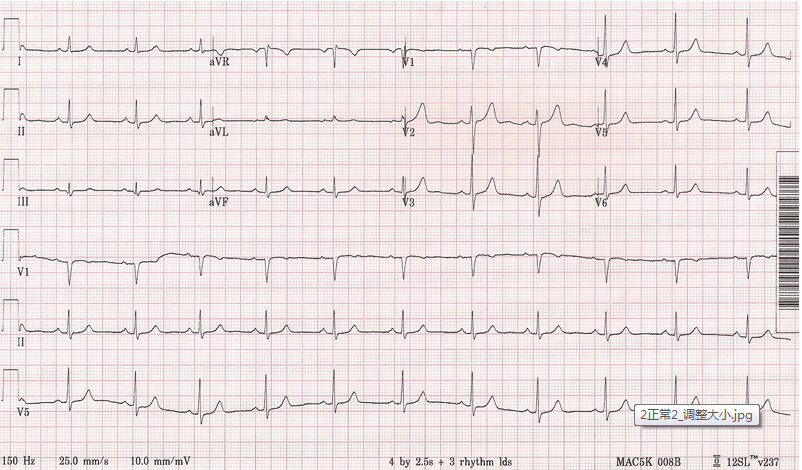 I aVR V1 V4
II aVL V2 V5
III aVF V3 V6
V1
II
V5
2正常2_调整大小.jpg
150 Hz 25.0 mm/s 10.0 mm/mV 4 by 2.5s + 3 rhythm lds MAC5K 008B 12SL™v237